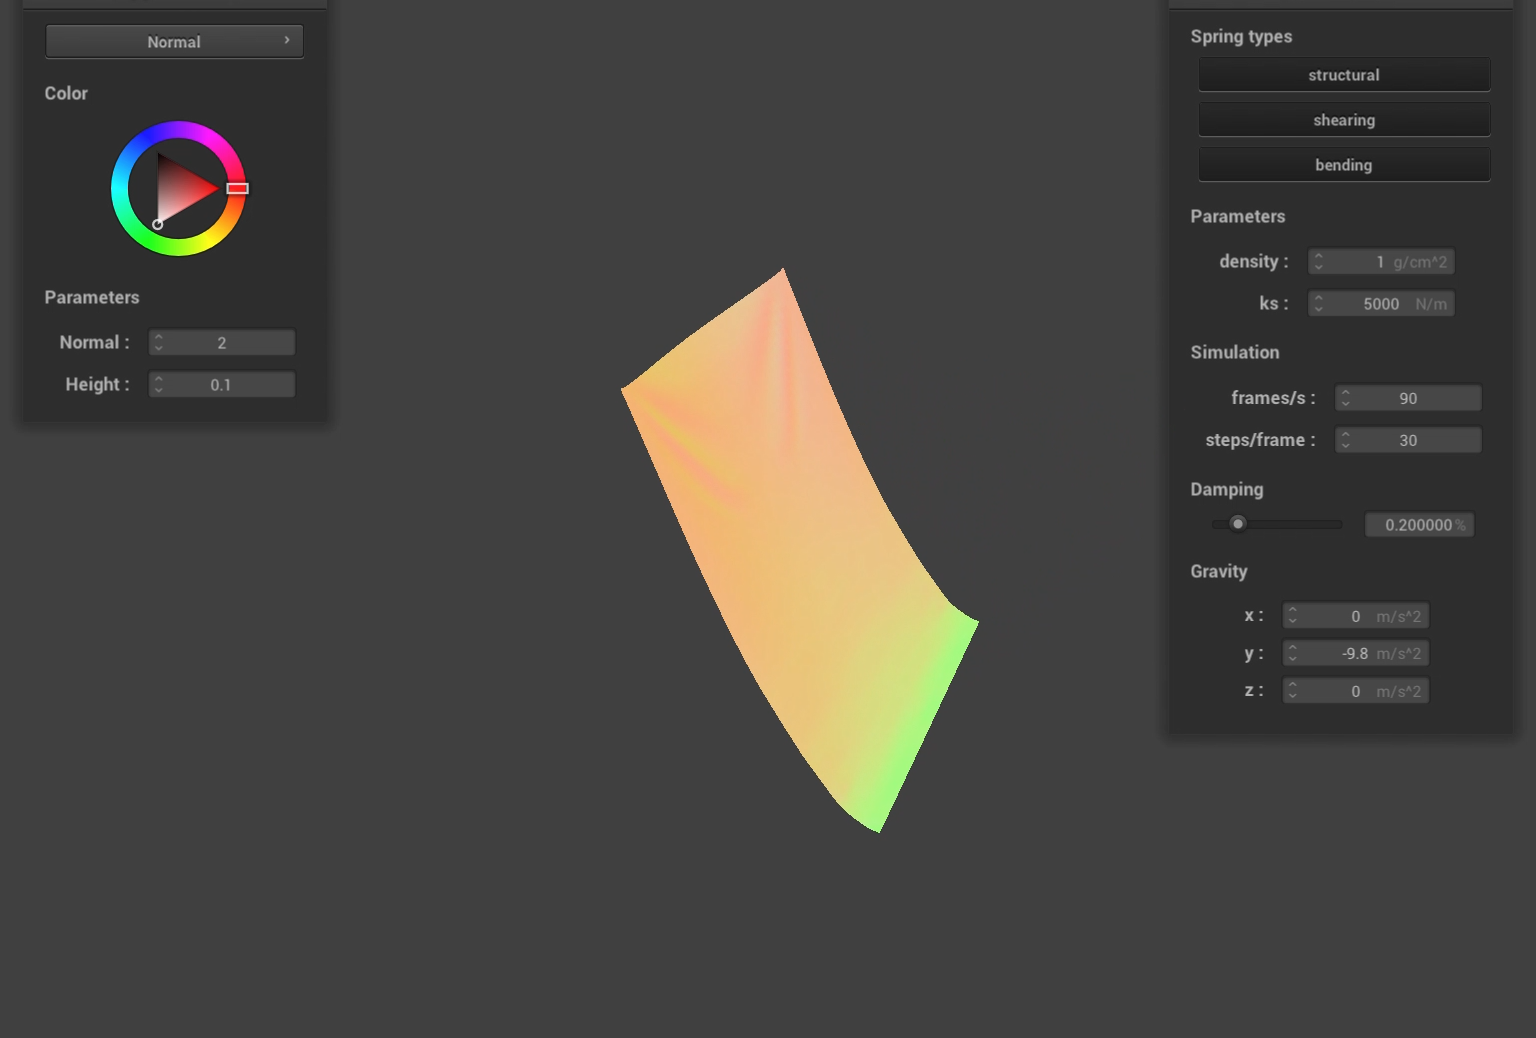 Normal
Color
Parameters
Normal : 2
Height : 0.1
Spring types
structural
shearing
bending
Parameters
density : 1 g/cm^2
ks : 5000 N/m
Simulation
frames/s : 90
steps/frame : 30
Damping
0.200000 %
Gravity
x : 0 m/s^2
y : -9.8 m/s^2
z : 0 m/s^2